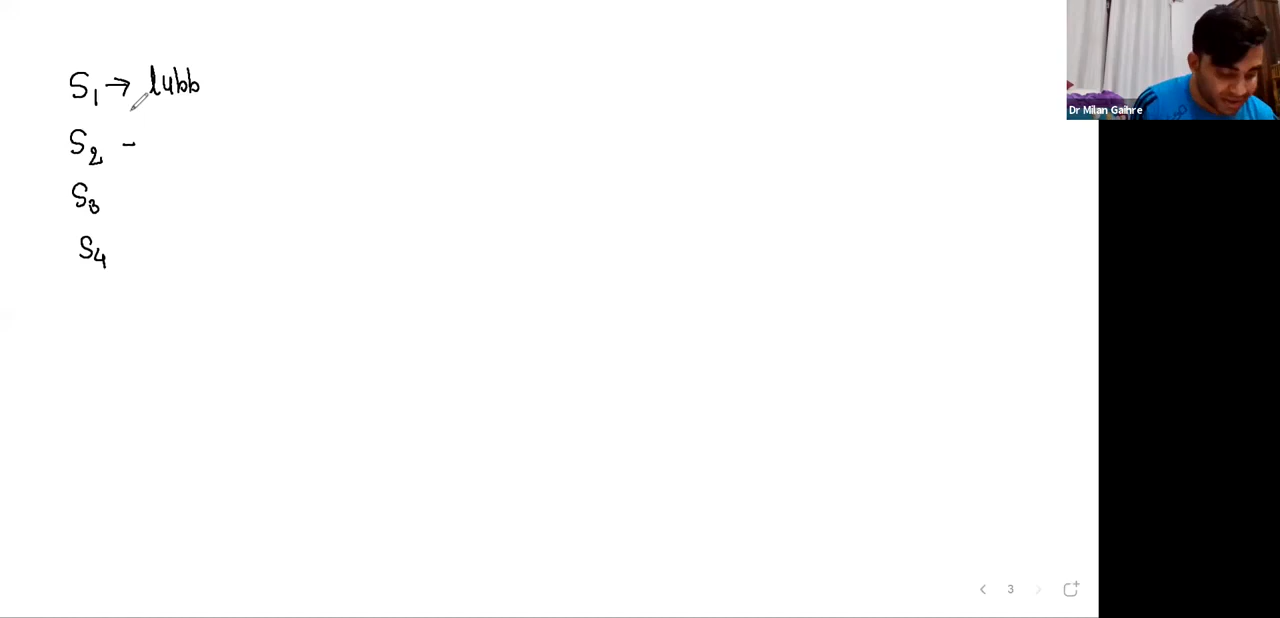 S₁ → lubb
Dr Milan Gaihre
S₂ -
S₃
S₄
3